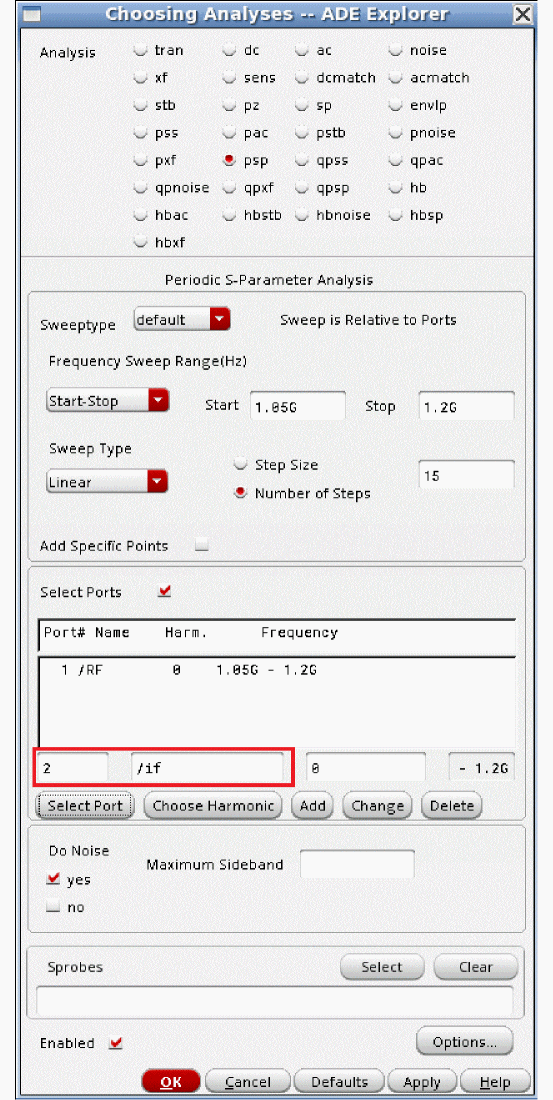 Choosing Analyses -- ADE Explorer
Analysis tran dc ac noise
xf sens dcmatch acmatch
stb pz sp envlp
pss pac pstb pnoise
pxf psp qpss qpac
qpnoise qpxf qpsp hb
hbac hbstb hbnoise hbsp
hbxf
Periodic S-Parameter Analysis
Sweeptype default Sweep is Relative to Ports
Frequency Sweep Range(Hz)
Start-Stop Start 1.05G Stop 1.2G
Sweep Type
Step Size
Linear 15
Number of Steps
Add Specific Points
Select Ports
Port# Name Harm. Frequency
1 /RF 0 1.05G - 1.2G
2 /if 0 - 1.2G
Select Port Choose Harmonic Add Change Delete
Do Noise
Maximum Sideband
yes
no
Sprobes Select Clear
Enabled Options...
OK Cancel Defaults Apply Help